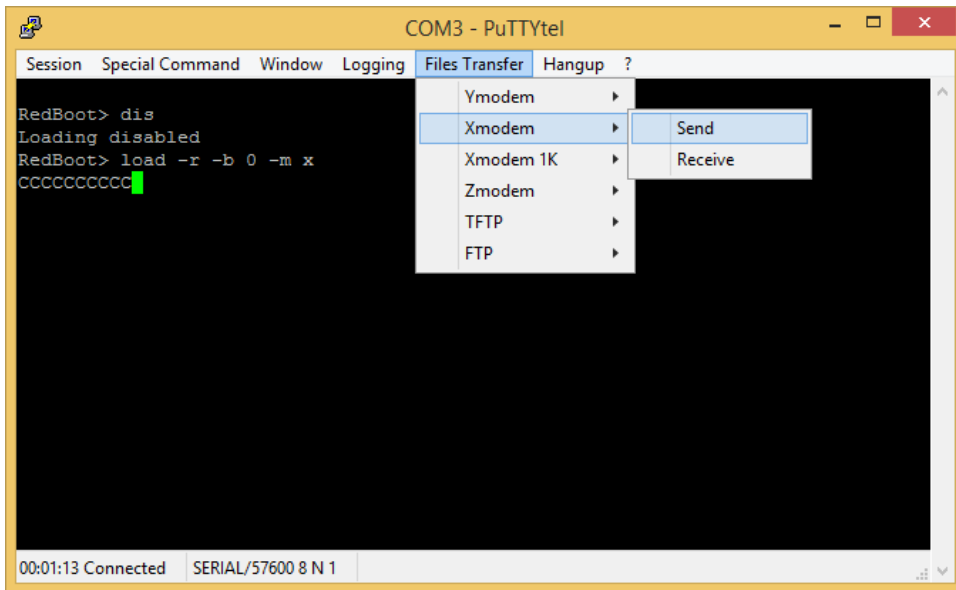 COM3 - PuTTYtel
Session Special Command Window Logging Files Transfer Hangup ?
RedBoot> dis
Loading disabled
RedBoot> load -r -b 0 -m x
CCCCCCCCCC
Ymodem
Xmodem
Xmodem 1K
Zmodem
TFTP
FTP
Send
Receive
00:01:13 Connected SERIAL/57600 8 N 1